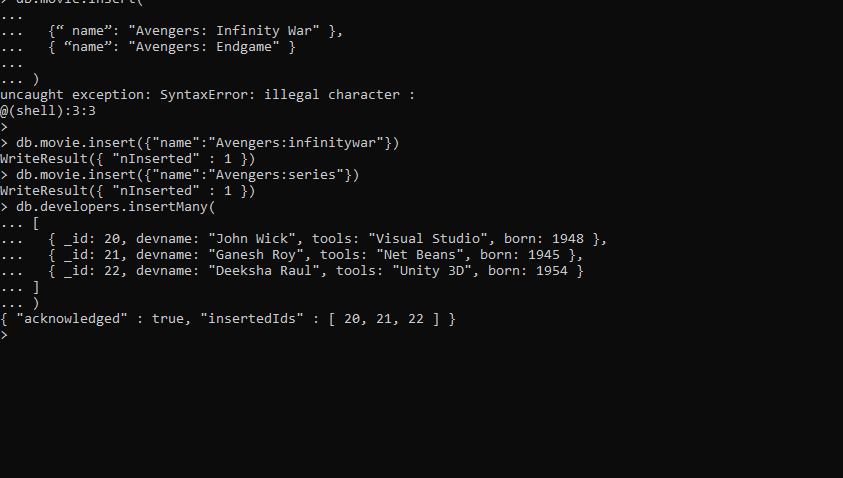 > db.movie.insert(
...
...   {“ name”: "Avengers: Infinity War" },
...   { “name”: "Avengers: Endgame" }
...
... )
uncaught exception: SyntaxError: illegal character :
@(shell):3:3
>
> db.movie.insert({"name":"Avengers:infinitywar"})
WriteResult({ "nInserted" : 1 })
> db.movie.insert({"name":"Avengers:series"})
WriteResult({ "nInserted" : 1 })
> db.developers.insertMany(
... [
...   { _id: 20, devname: "John Wick", tools: "Visual Studio", born: 1948 },
...   { _id: 21, devname: "Ganesh Roy", tools: "Net Beans", born: 1945 },
...   { _id: 22, devname: "Deeksha Raul", tools: "Unity 3D", born: 1954 }
... ]
... )
{ "acknowledged" : true, "insertedIds" : [ 20, 21, 22 ] }
>